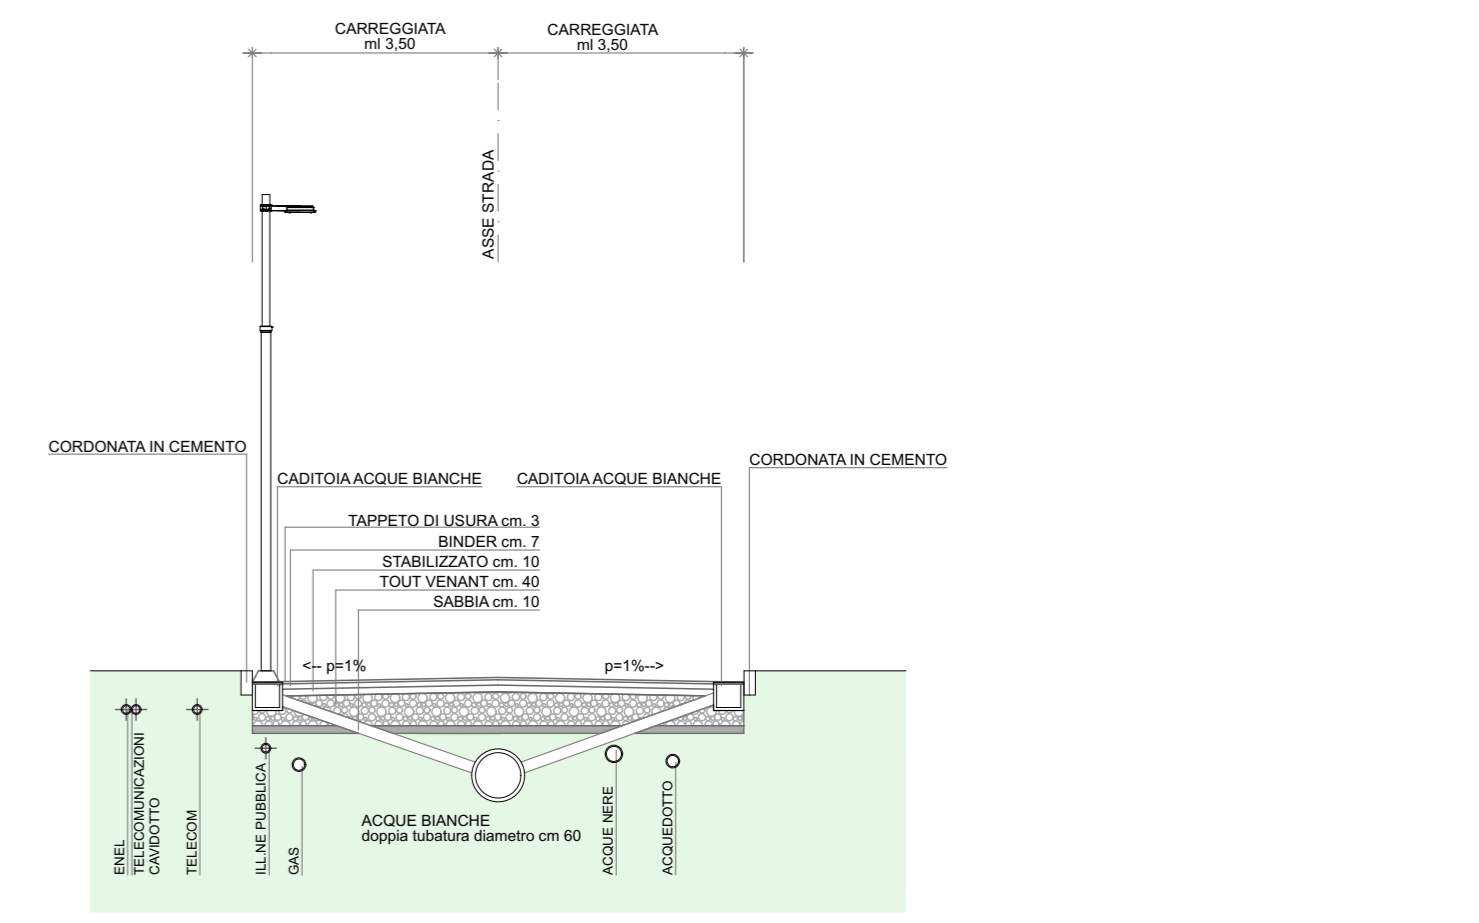 CARREGGIATA
ml 3,50
CARREGGIATA
ml 3,50
ASSE STRADA
CORDONATA IN CEMENTO
CORDONATA IN CEMENTO
CADITOIA ACQUE BIANCHE
CADITOIA ACQUE BIANCHE
TAPPETO DI USURA cm. 3
BINDER cm. 7
STABILIZZATO cm. 10
TOUT VENANT cm. 40
SABBIA cm. 10
<-- p=1%
p=1%-->
ENEL
TELECOMUNICAZIONI
CAVIDOTTO
TELECOM
ILL.NE PUBBLICA
GAS
ACQUE BIANCHE
doppia tubatura diametro cm 60
ACQUE NERE
ACQUEDOTTO